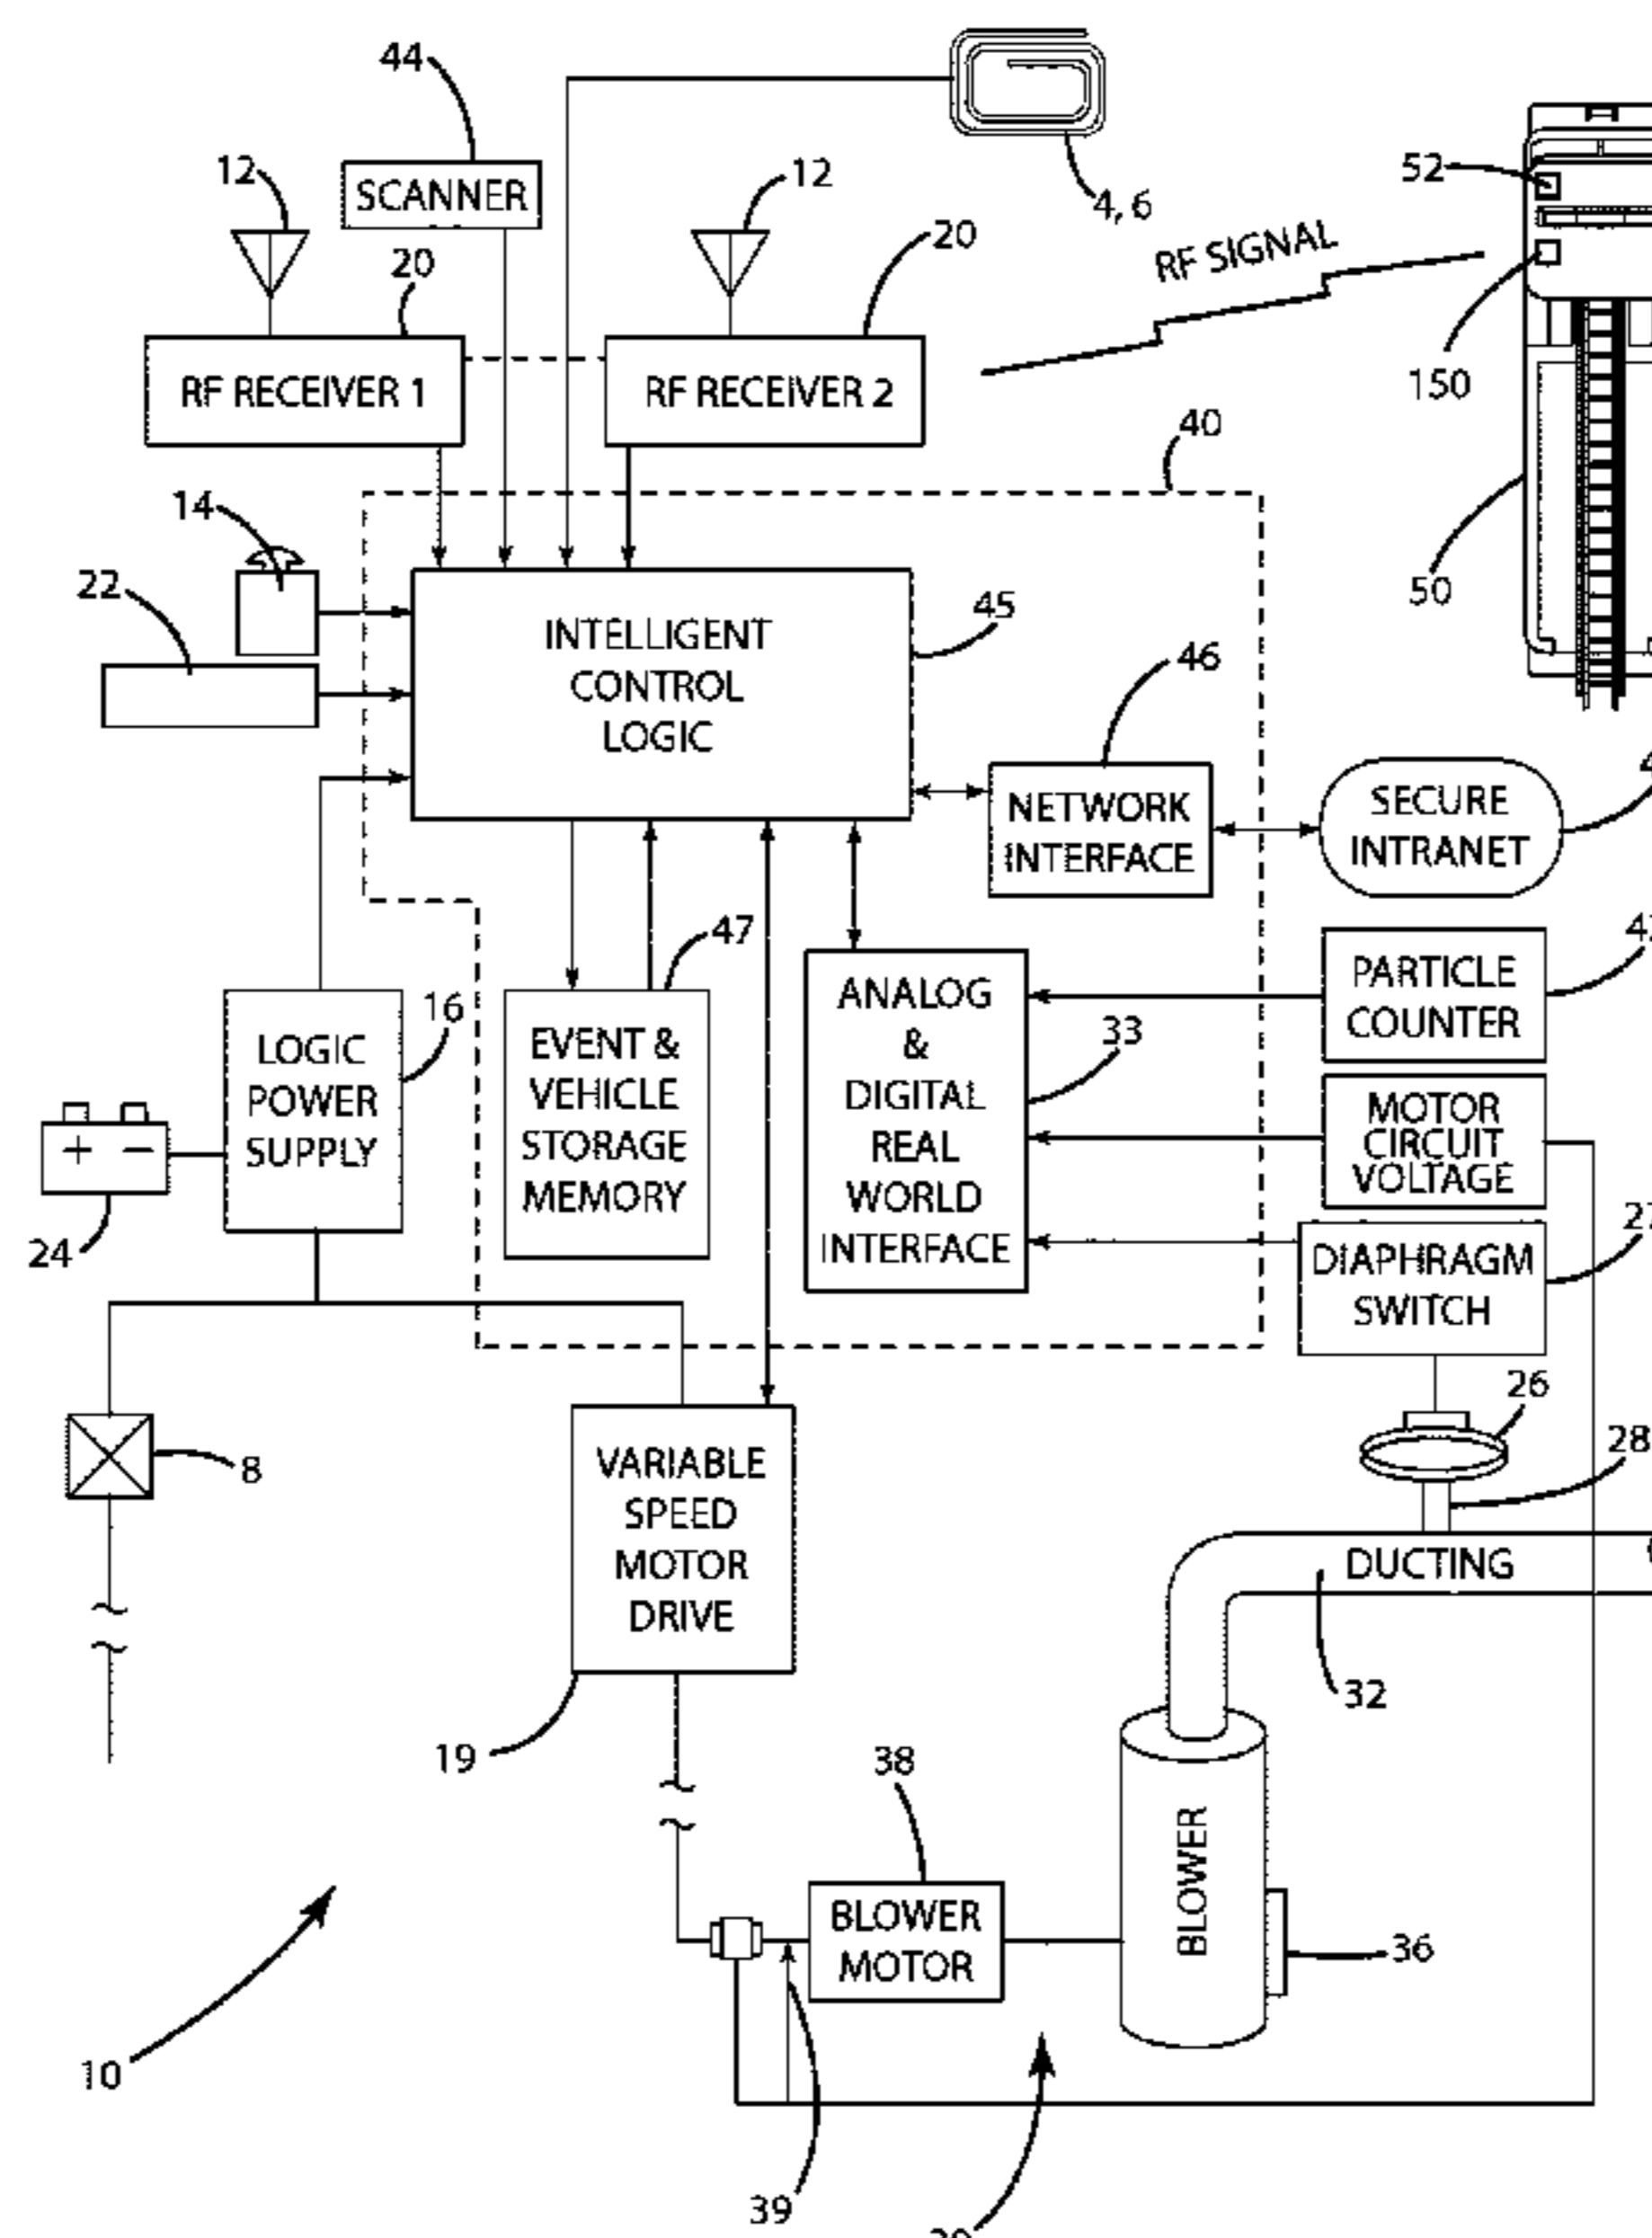 44
12
SCANNER
12
4, 6
52
20
20
RF SIGNAL
150
RF RECEIVER 1
RF RECEIVER 2
40
14
22
50
45
INTELLIGENT
CONTROL
LOGIC
46
NETWORK
INTERFACE
SECURE
INTRANET
47
16
LOGIC
POWER
SUPPLY
EVENT &
VEHICLE
STORAGE
MEMORY
ANALOG
&
DIGITAL
REAL
WORLD
INTERFACE
33
PARTICLE
COUNTER
MOTOR
CIRCUIT
VOLTAGE
+ −
24
DIAPHRAGM
SWITCH
26
8
28
VARIABLE
SPEED
MOTOR
DRIVE
DUCTING
32
19
38
BLOWER
BLOWER
MOTOR
36
10
39